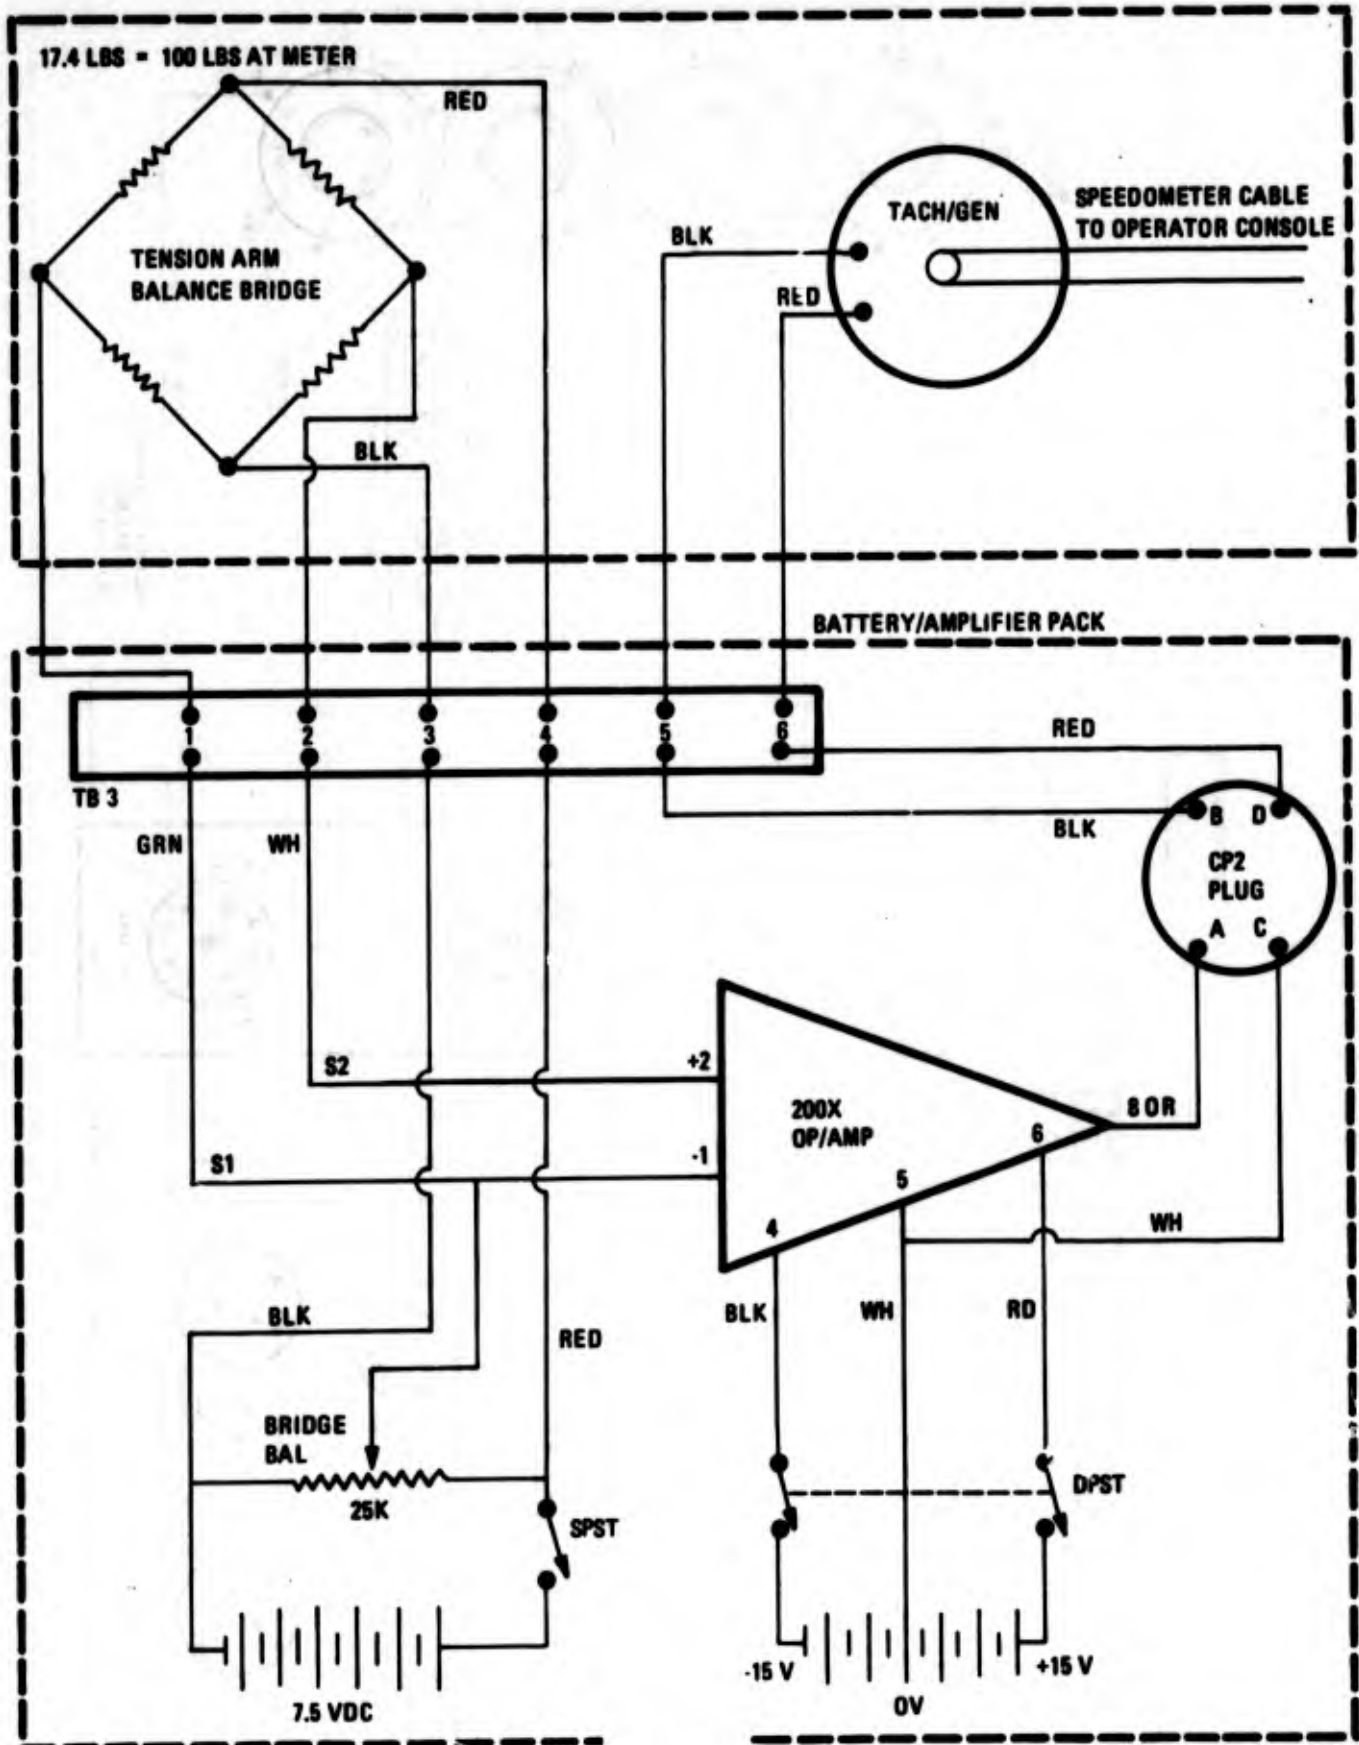 17.4 LBS = 100 LBS AT METER
RED
TENSION ARM
BALANCE BRIDGE
BLK
TACH/GEN
SPEEDOMETER CABLE
TO OPERATOR CONSOLE
BLK
RED
BATTERY/AMPLIFIER PACK
1
2
3
4
5
6
TB 3
GRN
WH
RED
BLK
B
D
CP2
PLUG
A
C
S2
+2
S1
-1
200X
OP/AMP
6
8 OR
5
4
WH
BLK
WH
RD
BLK
RED
BRIDGE
BAL
25K
SPST
DPST
7.5 VDC
-15 V
+15 V
0V